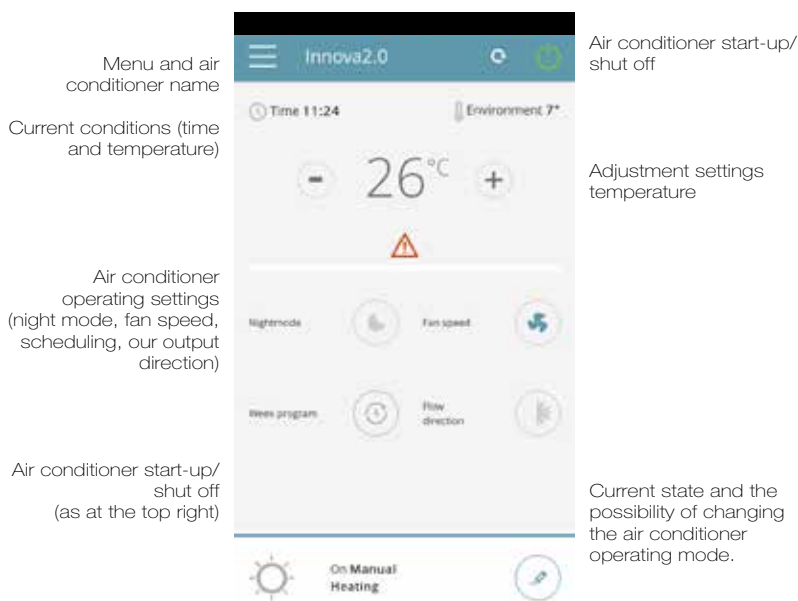 Innova2.0
Air conditioner start-up/
shut off
Menu and air
conditioner name
Time 11:24
Environment 7°
Current conditions (time
and temperature)
26°C
- +
Adjustment settings
temperature
Air conditioner
operating settings
(night mode, fan speed,
scheduling, our output
direction)
Nightmode
Fan speed
Week program
Flow
direction
Air conditioner start-up/
shut off
(as at the top right)
Current state and the
possibility of changing
the air conditioner
operating mode.
On Manual
Heating